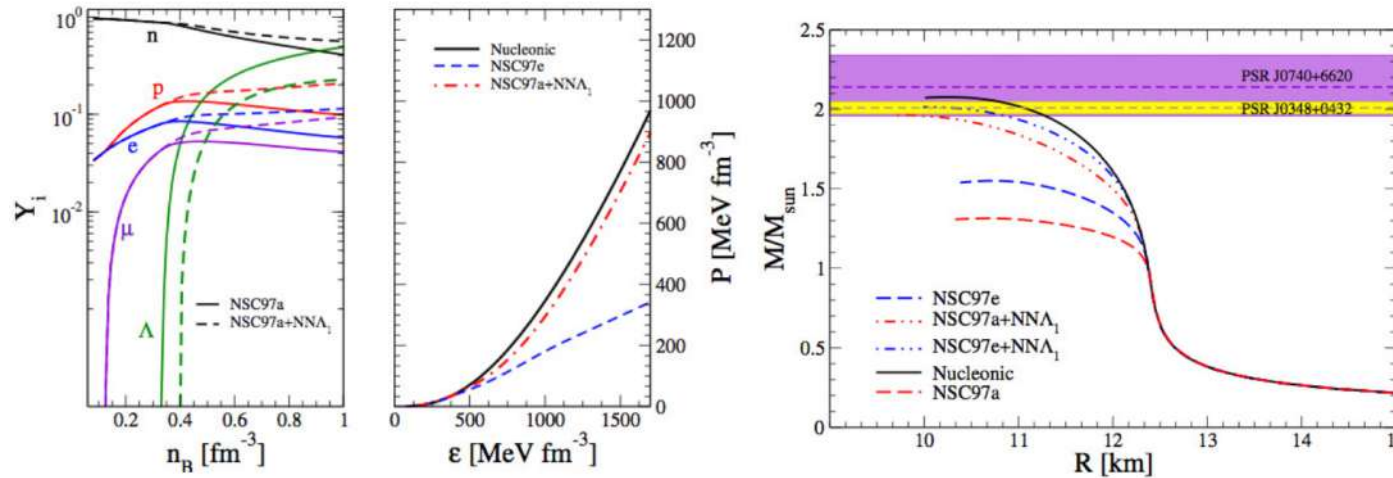 10⁰
10⁻¹
10⁻²
Y_i
n
p
e
μ
Λ
NSC97a
NSC97a+NNΛ₁
0.2 0.4 0.6 0.8 1
n_B [fm⁻³]
Nucleonic
NSC97e
NSC97a+NNΛ₁
0 500 1000 1500
ε [MeV fm⁻³]
1200
1000
800
600
400
200
0
P [MeV fm⁻³]
2.5
2
1.5
1
0.5
0
M/M_sun
PSR J0740+6620
PSR J0348+0432
NSC97e
NSC97a+NNΛ₁
NSC97e+NNΛ₁
Nucleonic
NSC97a
10 11 12 13 14 15
R [km]